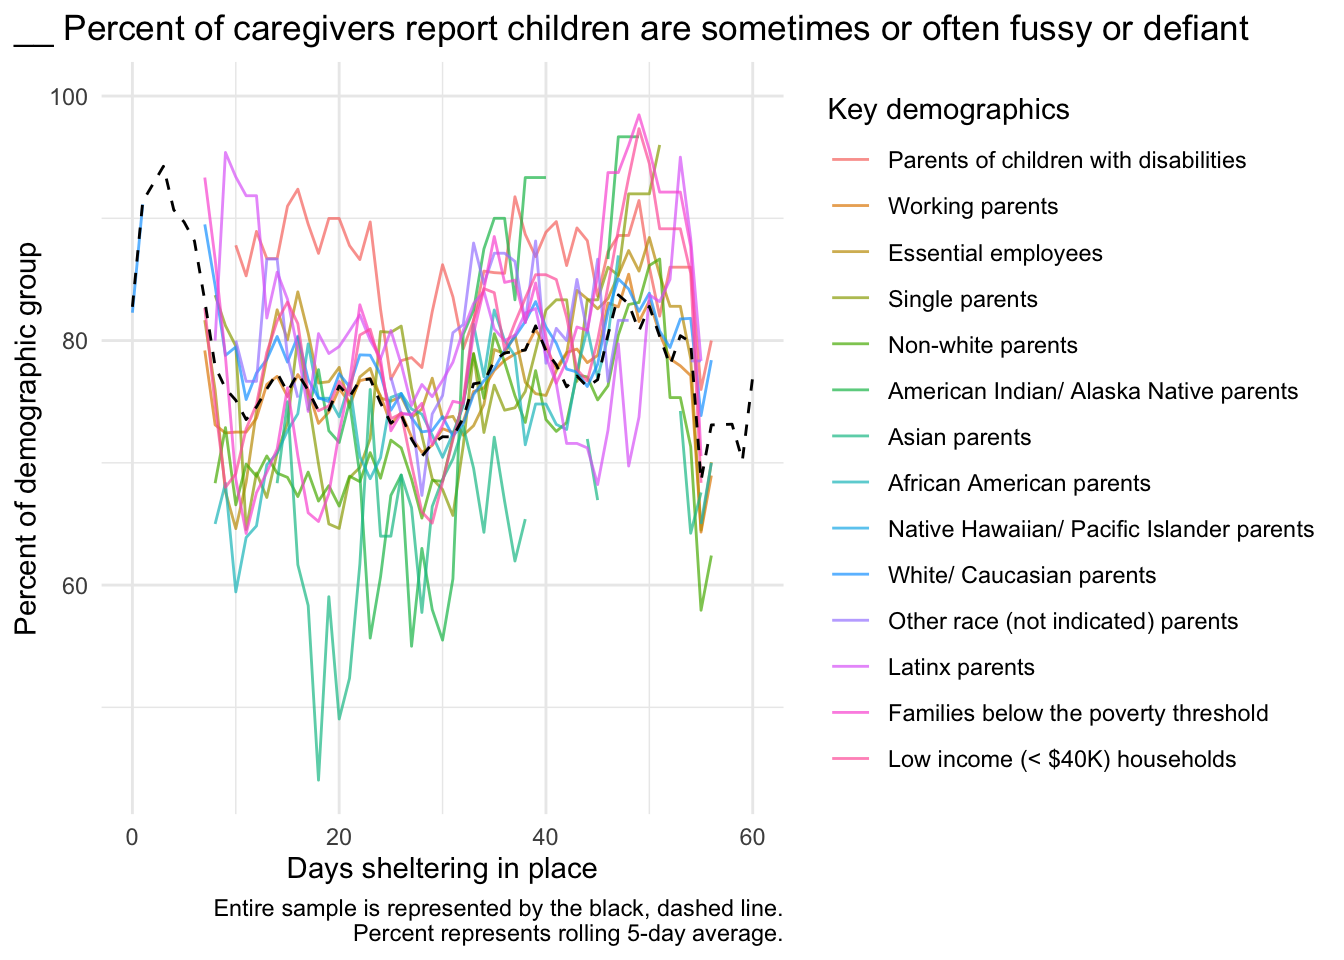 __ Percent of caregivers report children are sometimes or often fussy or defiant
Percent of demographic group
100
80
60
0
20
40
60
Days sheltering in place
Key demographics
Parents of children with disabilities
Working parents
Essential employees
Single parents
Non-white parents
American Indian/ Alaska Native parents
Asian parents
African American parents
Native Hawaiian/ Pacific Islander parents
White/ Caucasian parents
Other race (not indicated) parents
Latinx parents
Families below the poverty threshold
Low income (< $40K) households
Entire sample is represented by the black, dashed line.
Percent represents rolling 5-day average.